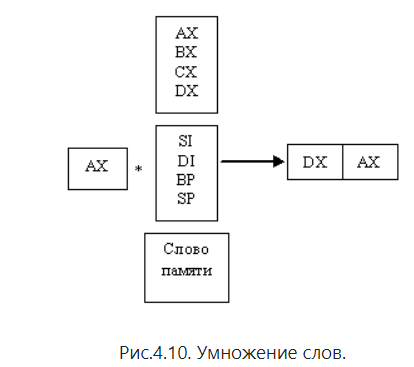 AX
BX
CX
DX
AX
*
SI
DI
BP
SP
DX
AX
Слово
памяти
Рис.4.10. Умножение слов.